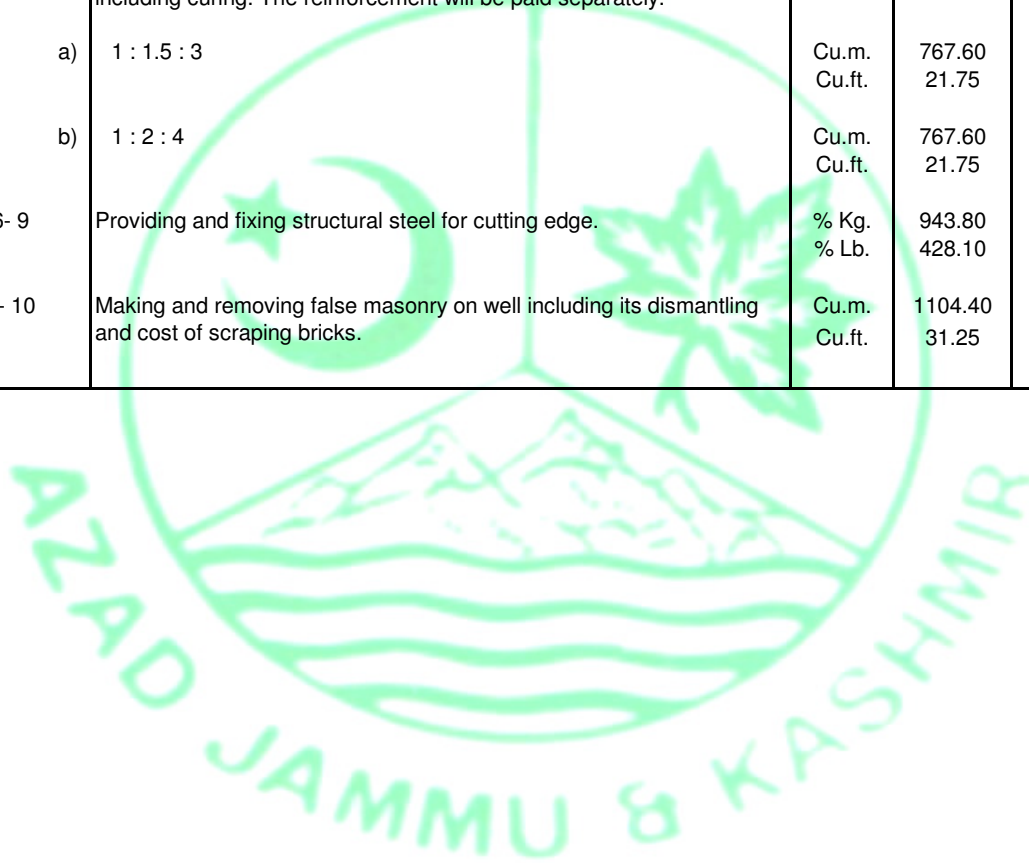 including curing. The reinforcement will be paid separately.
a) 1 : 1.5 : 3 Cu.m. 767.60
Cu.ft. 21.75
b) 1 : 2 : 4 Cu.m. 767.60
Cu.ft. 21.75
- 9 Providing and fixing structural steel for cutting edge. % Kg. 943.80
% Lb. 428.10
- 10 Making and removing false masonry on well including its dismantling Cu.m. 1104.40
and cost of scraping bricks. Cu.ft. 31.25
AZAD JAMMU & KASHMIR